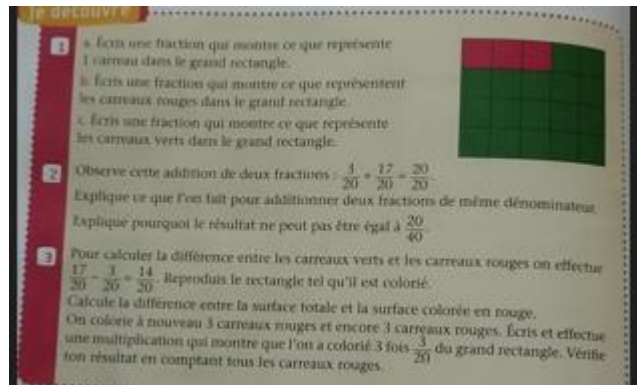 Je découvre
1 a. Écris une fraction qui montre ce que représente
1 carreau dans le grand rectangle.
b. Écris une fraction qui montre ce que représentent
les carreaux rouges dans le grand rectangle.
c. Écris une fraction qui montre ce que représente
les carreaux verts dans le grand rectangle.
2 Observe cette addition de deux fractions : 3/20 + 17/20 = 20/20.
Explique ce que l'on fait pour additionner deux fractions de même dénominateur.
Explique pourquoi le résultat ne peut pas être égal à 20/40.
3 Pour calculer la différence entre les carreaux verts et les carreaux rouges on effectue
17/20 - 3/20 = 14/20. Reproduis le rectangle tel qu'il est colorié.
Calcule la différence entre la surface totale et la surface colorée en rouge.
On colorie à nouveau 3 carreaux rouges et encore 3 carreaux rouges. Écris et effectue
une multiplication qui montre que l'on a colorié 3 fois 3/20 du grand rectangle. Vérifie
ton résultat en comptant tous les carreaux rouges.